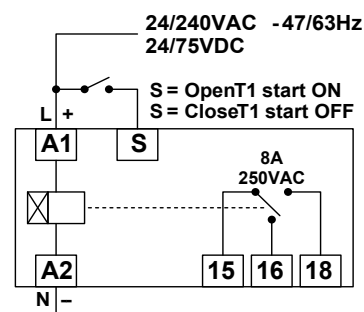 24/240VAC - 47/63Hz
24/75VDC
S = OpenT1 start ON
S = CloseT1 start OFF
L +
A1
S
8A
250VAC
A2
15
16
18
N –